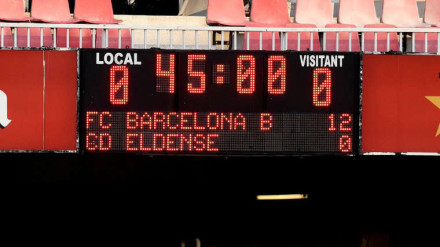 LOCAL VISITANT
0 45:00 0
FC BARCELONA B 12
CD ELDENSE 0